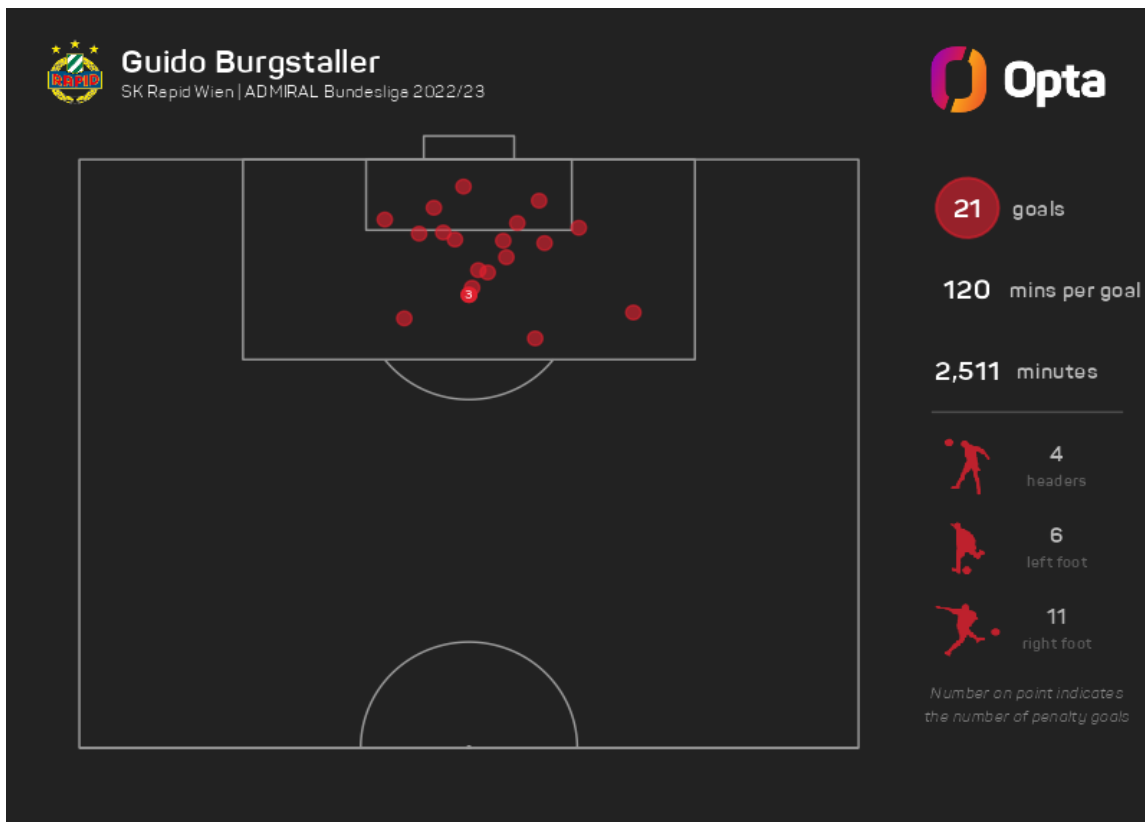 RAPID
Guido Burgstaller
SK Rapid Wien | ADMIRAL Bundesliga 2022/23
Opta
21 goals
120 mins per goal
3
2,511 minutes
4
headers
6
left foot
11
right foot
Number on point indicates
the number of penalty goals